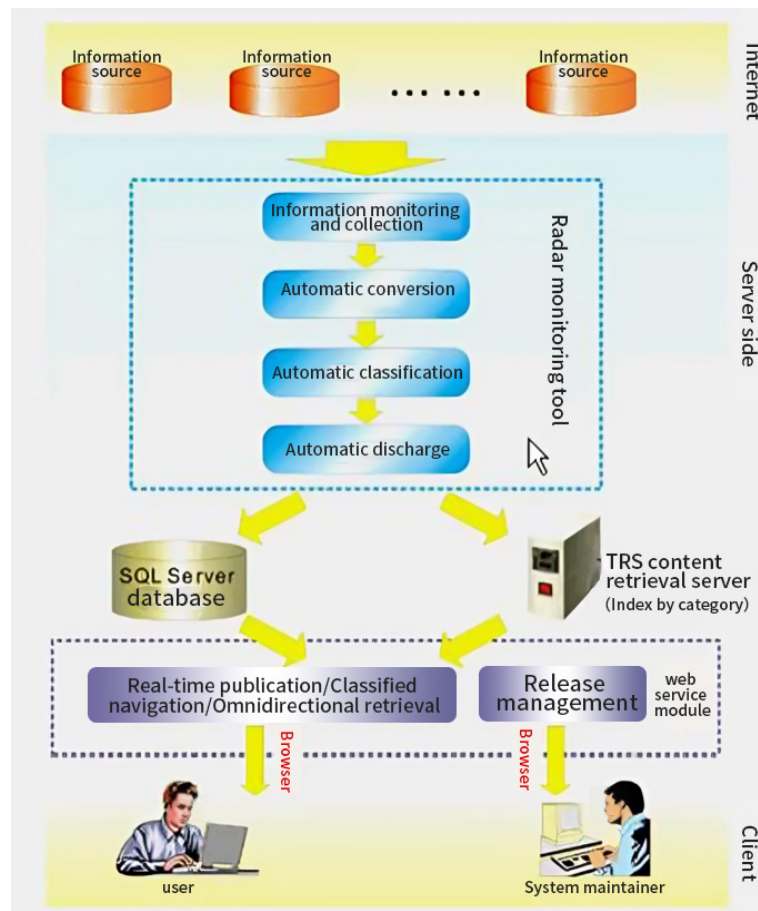 Information
source
Information
source
Information
source
Internet
Information monitoring
and collection
Automatic conversion
Automatic classification
Automatic discharge
Radar monitoring tool
Server side
SQL Server
database
TRS content
retrieval server
(Index by category)
Real-time publication/Classified
navigation/Omnidirectional retrieval
Release
management
web
service
module
Browser
Browser
user
System maintainer
Client